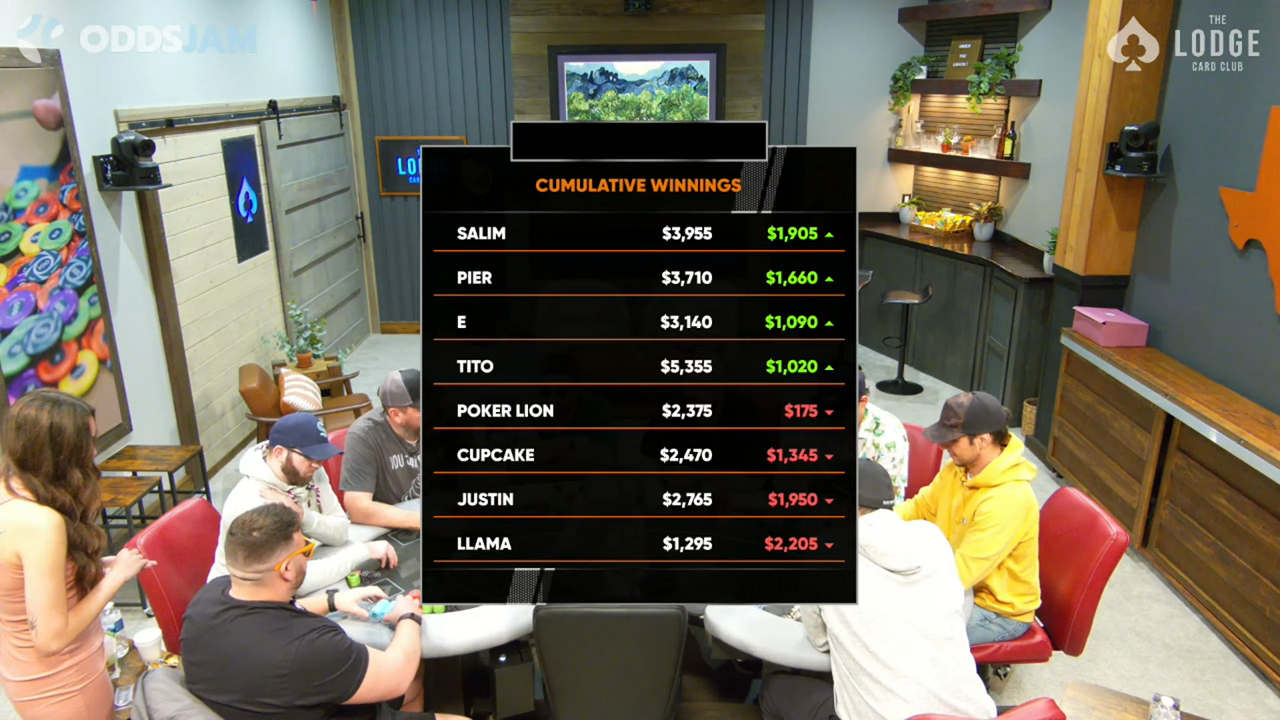 ODDSJAM
THE
LODGE
CARD CLUB
CUMULATIVE WINNINGS
SALIM $3,955 $1,905
PIER $3,710 $1,660
E $3,140 $1,090
TITO $5,355 $1,020
POKER LION $2,375 $175
CUPCAKE $2,470 $1,345
JUSTIN $2,765 $1,950
LLAMA $1,295 $2,205